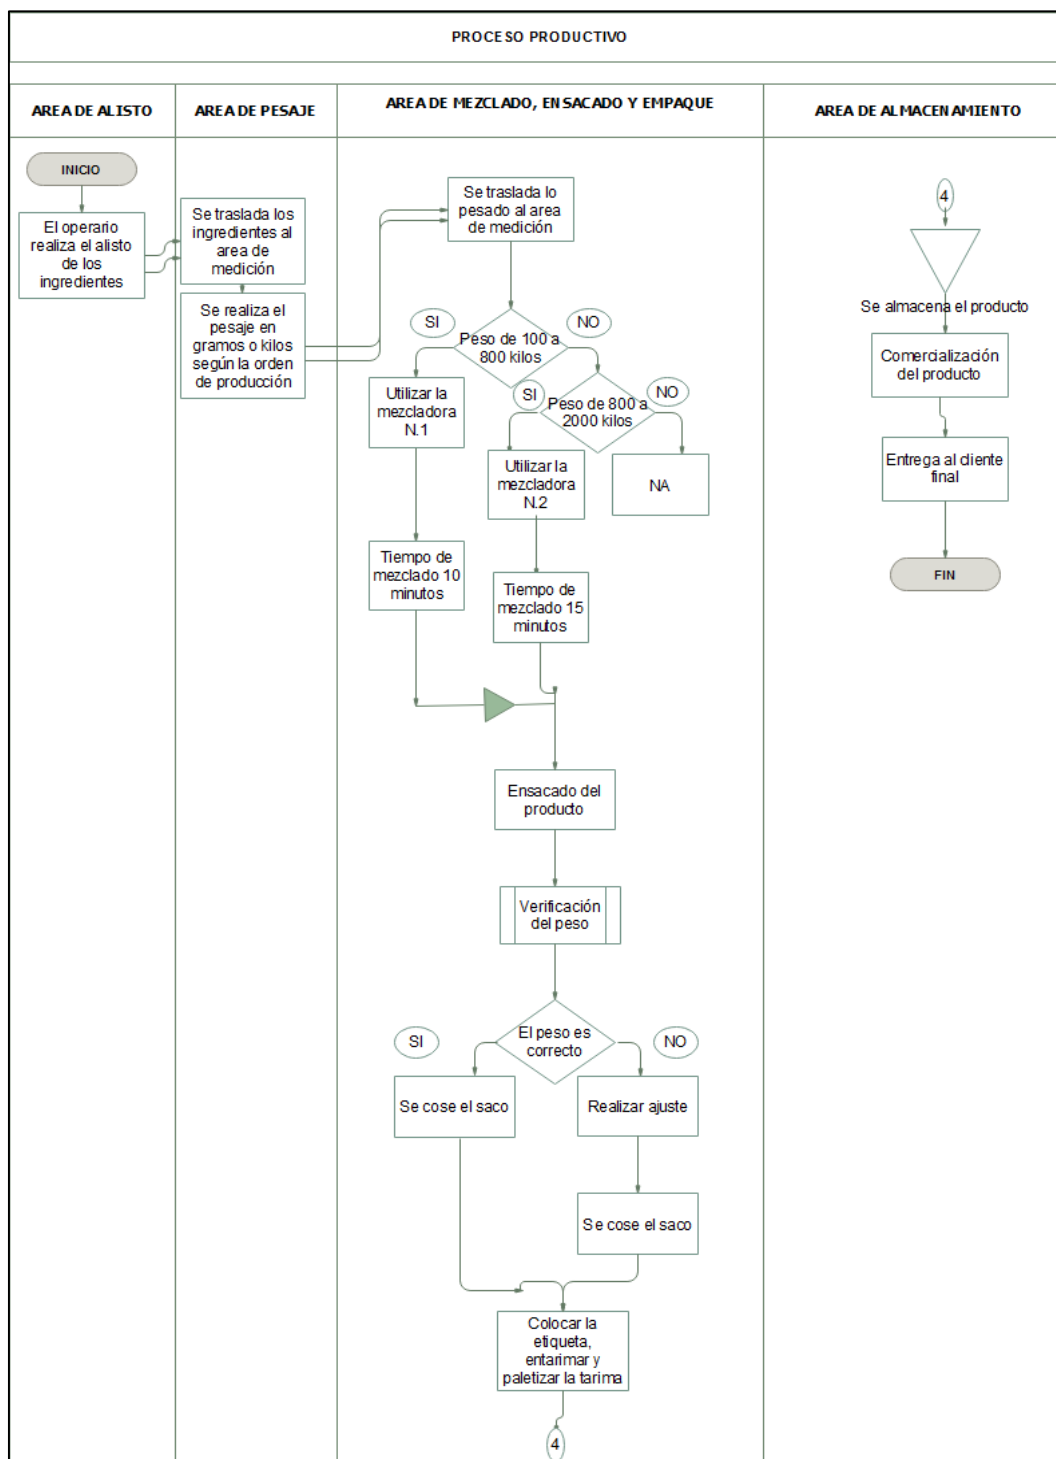 PROCESO PRODUCTIVO
AREA DE ALISTO
AREA DE PESAJE
AREA DE MEZCLADO, ENSACADO Y EMPAQUE
AREA DE ALMACENAMIENTO
INICIO
El operario
realiza el alisto
de los
ingredientes
Se traslada los
ingredientes al
area de
medición
Se realiza el
pesaje en
gramos o kilos
según la orden
de producción
Se traslada lo
pesado al area
de medición
SI
NO
Peso de 100 a
800 kilos
Utilizar la
mezcladora
N.1
SI
NO
Peso de 800 a
2000 kilos
Utilizar la
mezcladora
N.2
NA
Tiempo de
mezclado 10
minutos
Tiempo de
mezclado 15
minutos
Ensacado del
producto
Verificación
del peso
SI
El peso es
correcto
NO
Se cose el saco
Realizar ajuste
Se cose el saco
Colocar la
etiqueta,
entarimar y
paletizar la tarima
4
4
Se almacena el producto
Comercialización
del producto
Entrega al cliente
final
FIN